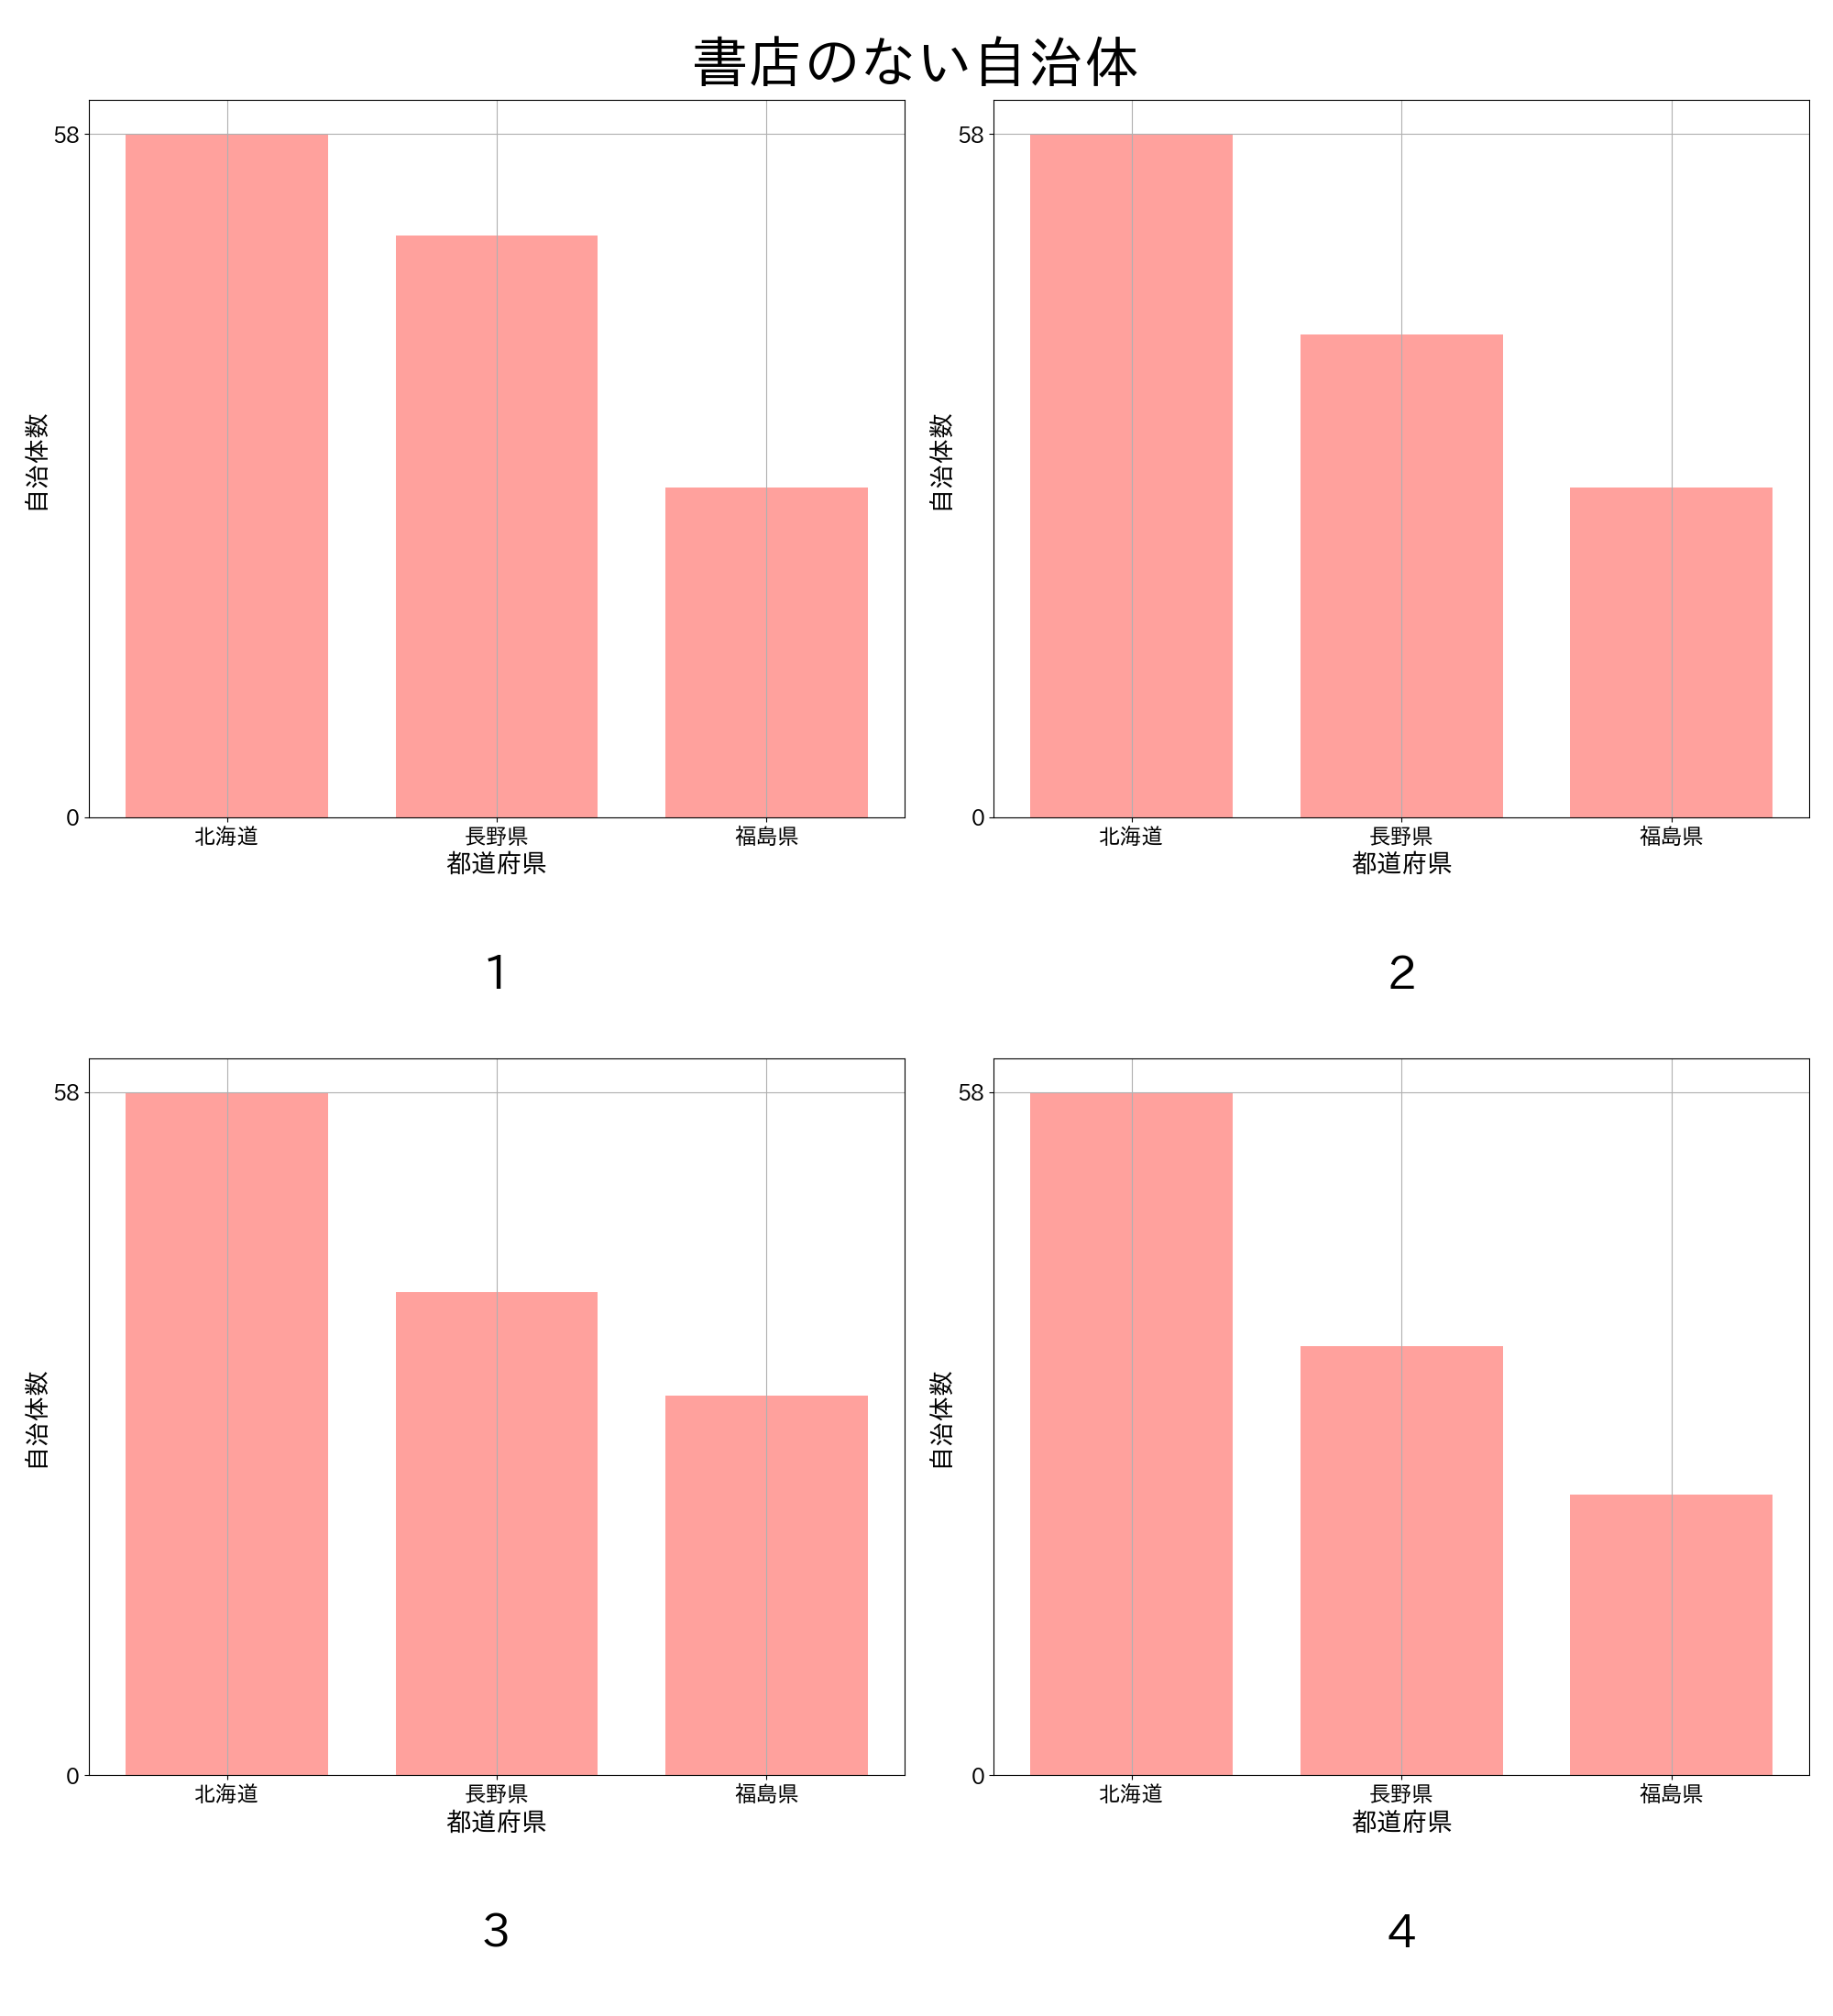 書店のない自治体
58
0
自治体数
北海道
長野県
福島県
都道府県
1
58
0
自治体数
北海道
長野県
福島県
都道府県
2
58
0
自治体数
北海道
長野県
福島県
都道府県
3
58
0
自治体数
北海道
長野県
福島県
都道府県
4